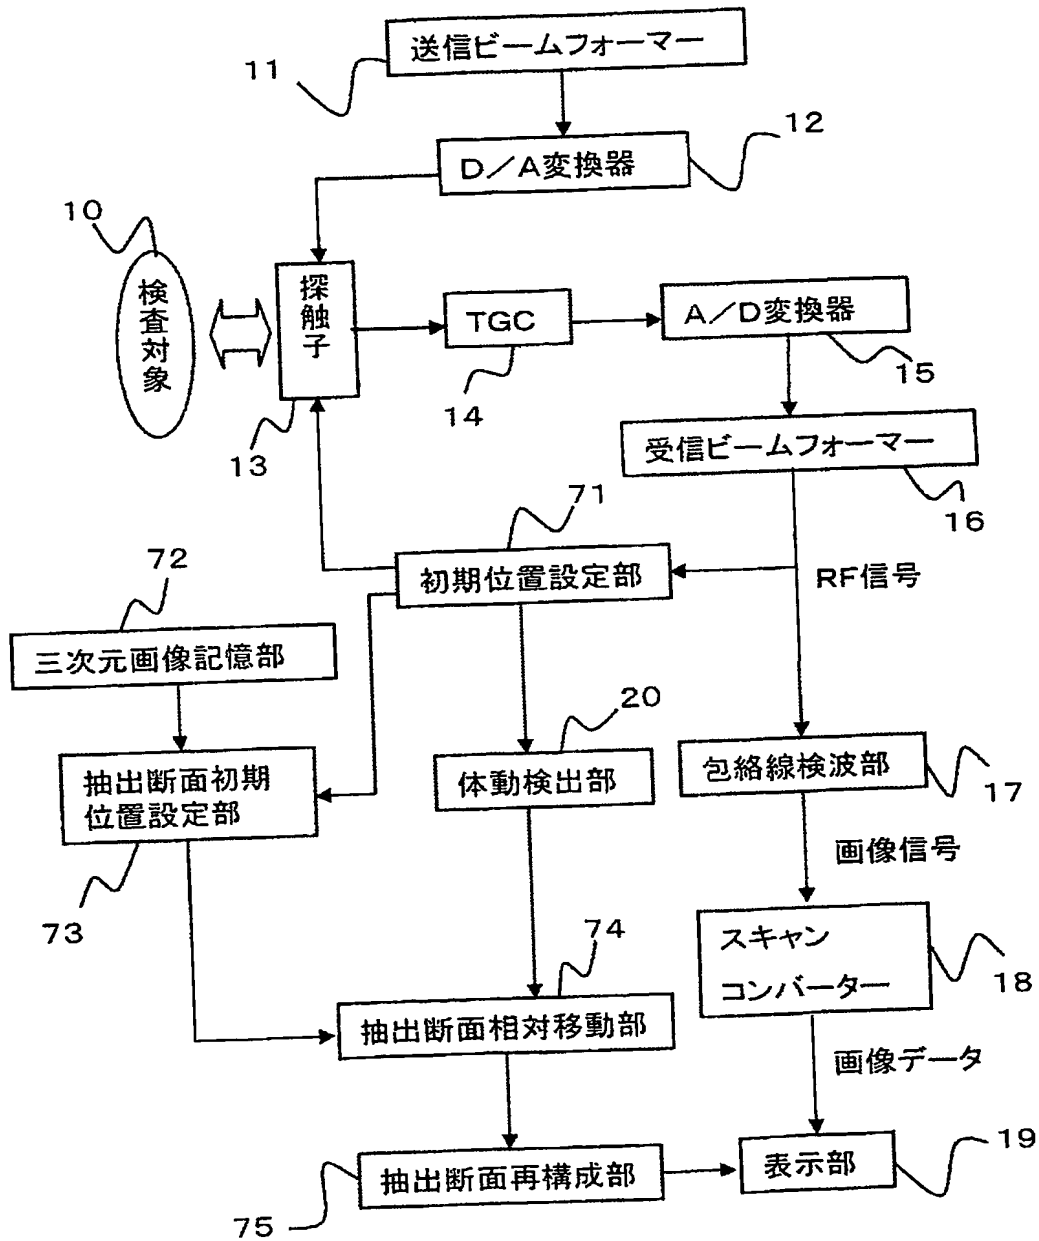 送信ビームフォーマー
11
12
D／A変換器
10
検査対象
探触子
TGC
A／D変換器
13
14
15
受信ビームフォーマー
16
71
初期位置設定部
RF信号
72
三次元画像記憶部
20
抽出断面初期
位置設定部
体動検出部
包絡線検波部
17
画像信号
73
74
スキャン
コンバーター
18
抽出断面相対移動部
画像データ
19
抽出断面再構成部
表示部
75